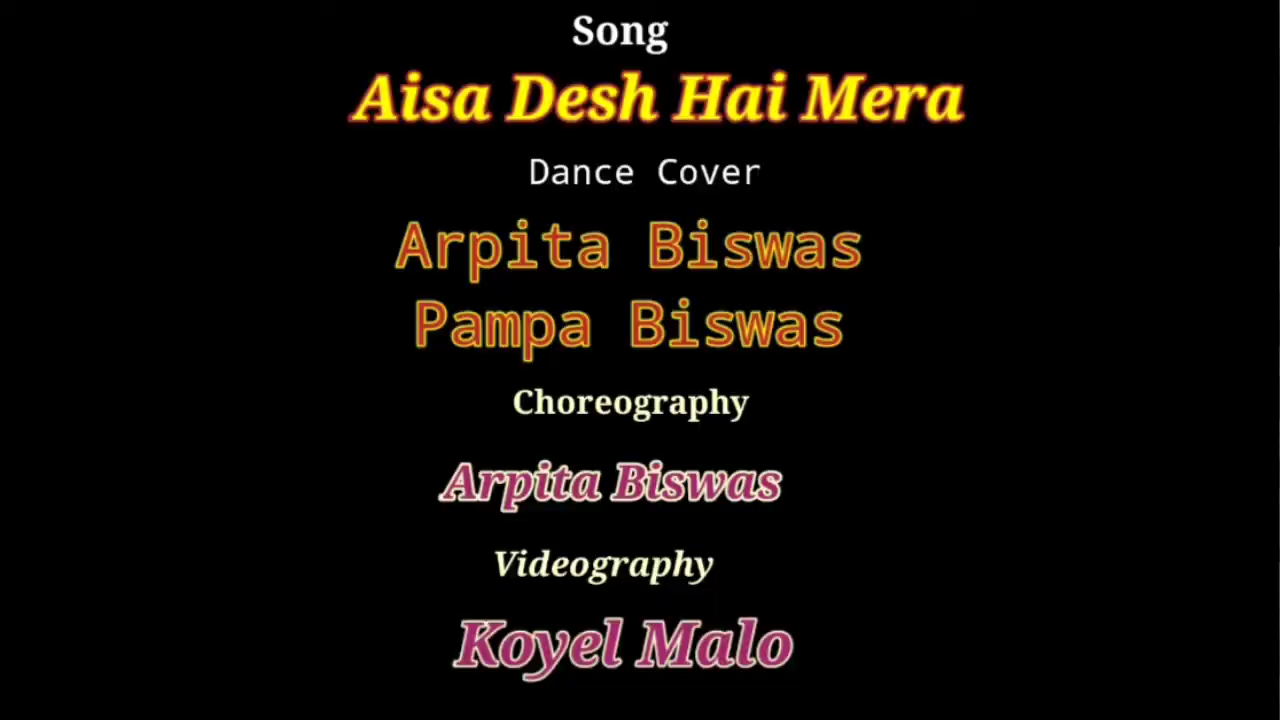 Song
Aisa Desh Hai Mera
Dance Cover
Arpita Biswas
Pampa Biswas
Choreography
Arpita Biswas
Videography
Koyel Malo